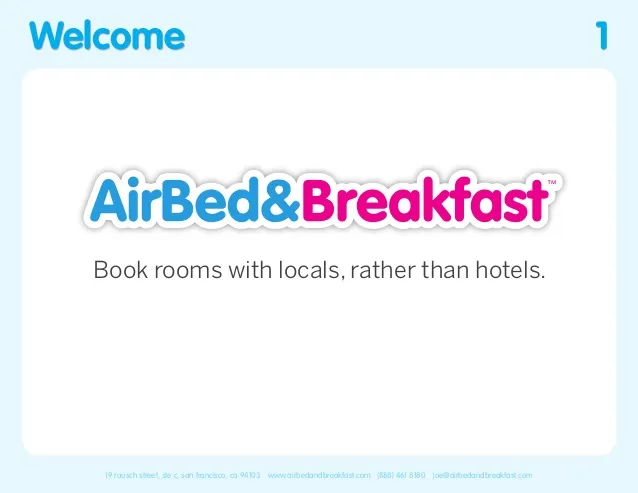 Welcome 1
AirBed&Breakfast™
Book rooms with locals, rather than hotels.
19 rausch street, ste c, san francisco, ca 94103 www.airbedandbreakfast.com (888) 461 8180 joe@airbedandbreakfast.com